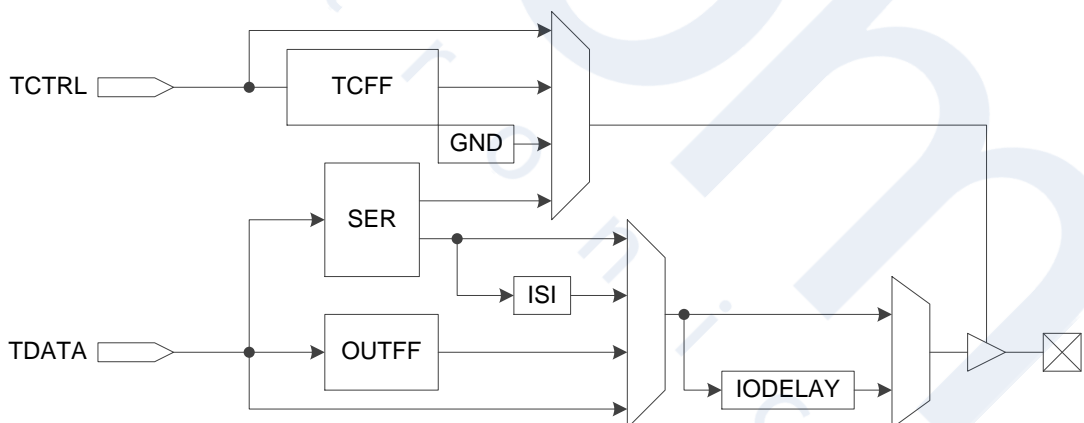 TCTRL
TCFF
GND
SER
ISI
TDATA
OUTFF
IODELAY